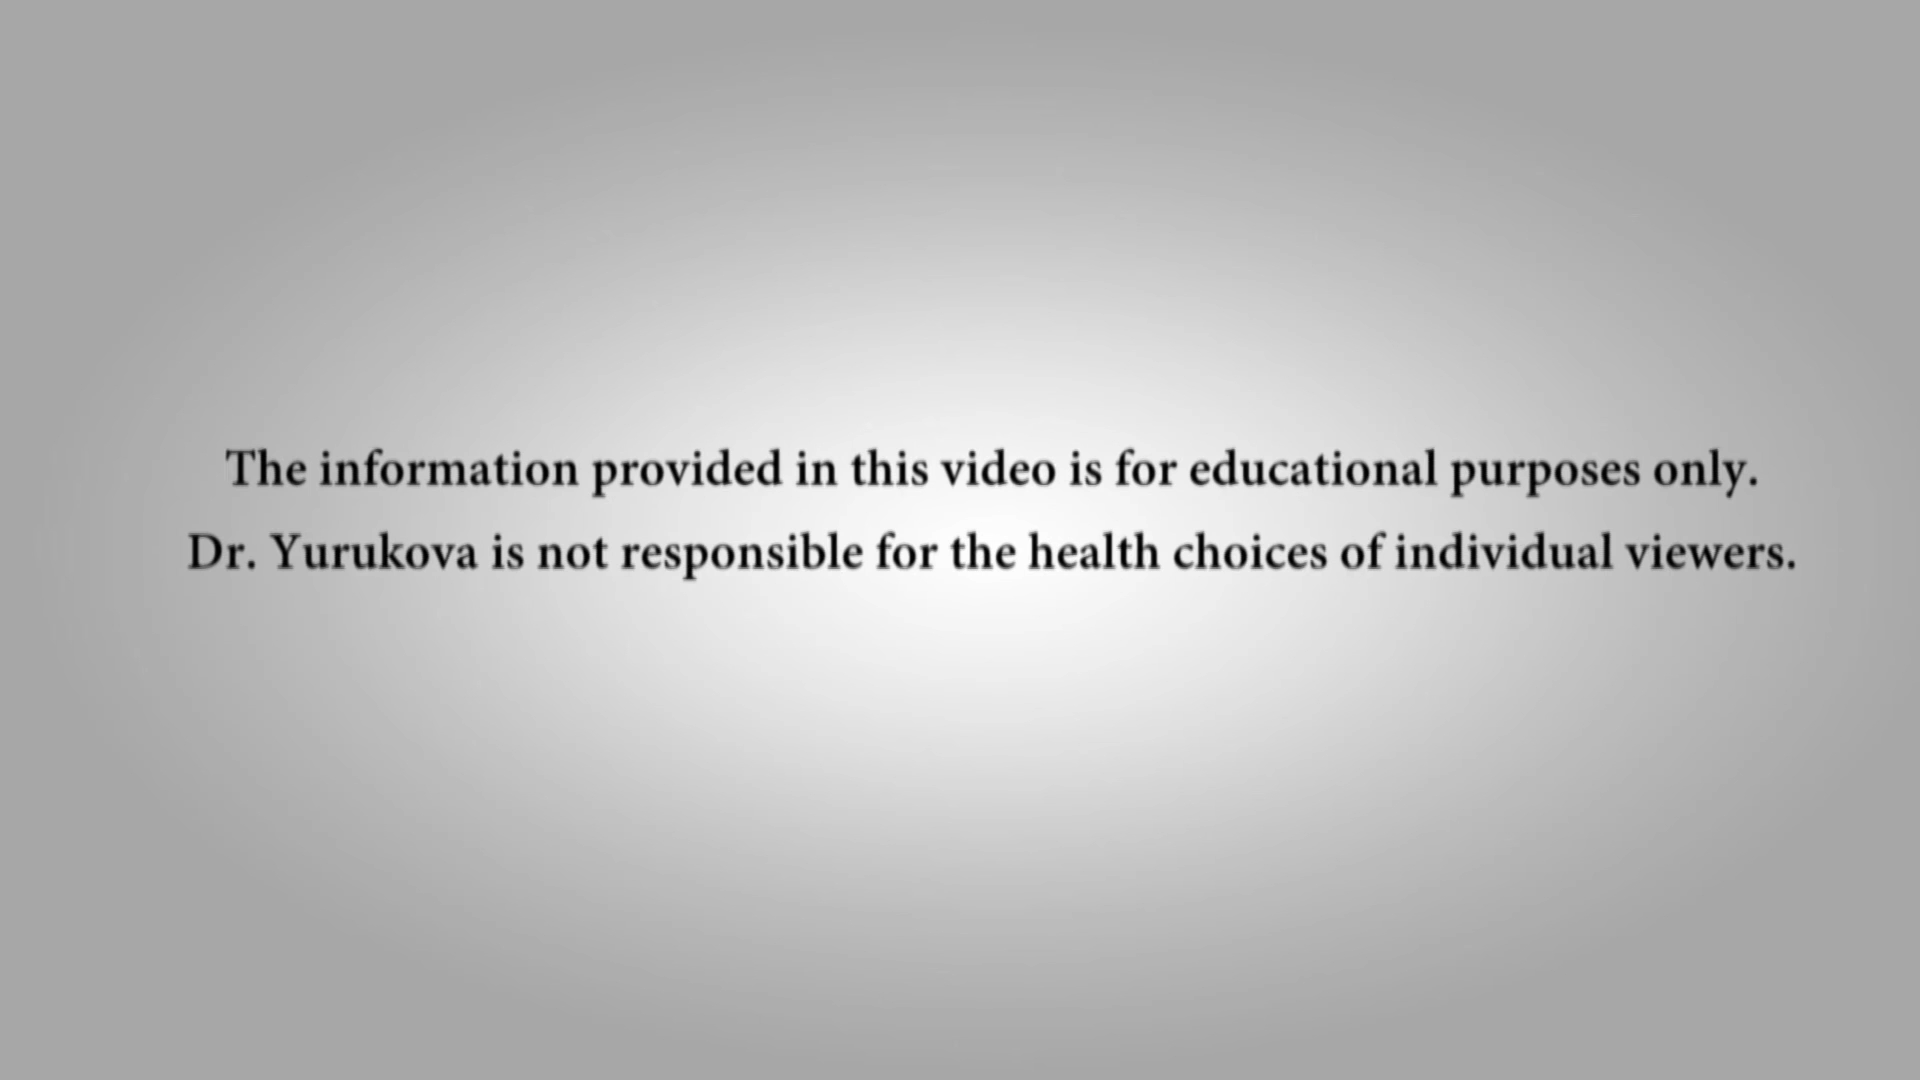 The information provided in this video is for educational purposes only.
Dr. Yurukova is not responsible for the health choices of individual viewers.